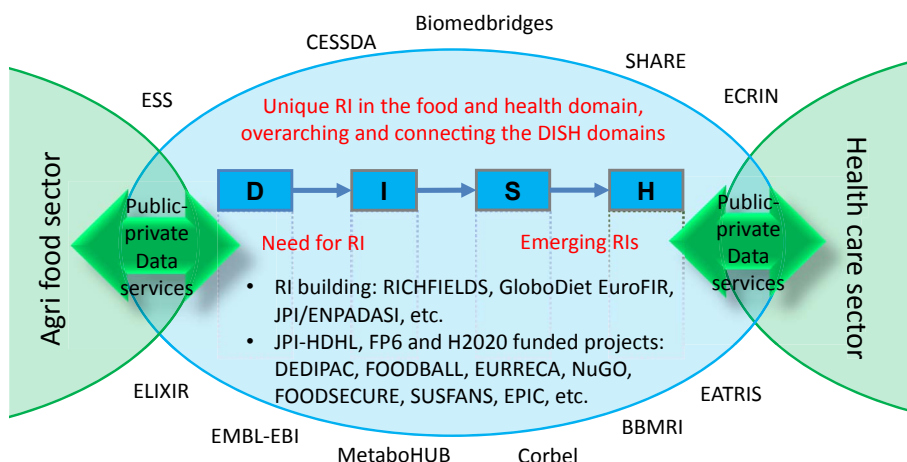 Biomedbridges
CESSDA
SHARE
ESS
ECRIN
Unique RI in the food and health domain,
overarching and connecting the DISH domains
Agri food sector
Health care sector
D
I
S
H
Public-
private
Data
services
Public-
private
Data
services
Need for RI
Emerging RIs
• RI building: RICHFIELDS, GloboDiet EuroFIR,
JPI/ENPADASI, etc.
• JPI-HDHL, FP6 and H2020 funded projects:
DEDIPAC, FOODBALL, EURRECA, NuGO,
FOODSECURE, SUSFANS, EPIC, etc.
ELIXIR
EATRIS
EMBL-EBI
BBMRI
MetaboHUB
Corbel